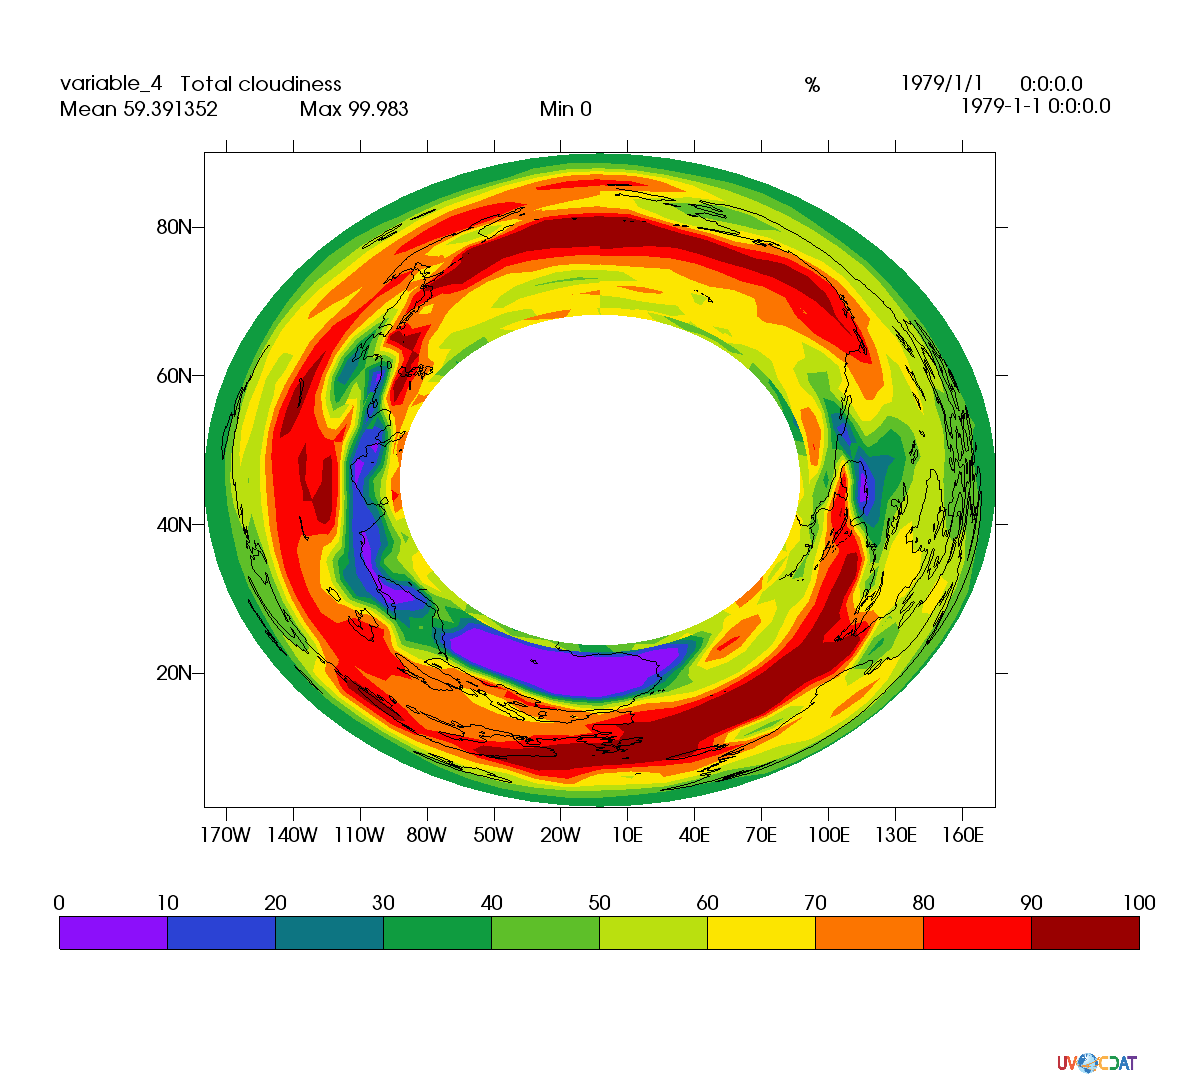 variable_4 Total cloudiness % 1979/1/1 0:0:0.0
Mean 59.391352 Max 99.983 Min 0 1979-1-1 0:0:0.0
80N
60N
40N
20N
170W 140W 110W 80W 50W 20W 10E 40E 70E 100E 130E 160E
0 10 20 30 40 50 60 70 80 90 100
UV CDAT